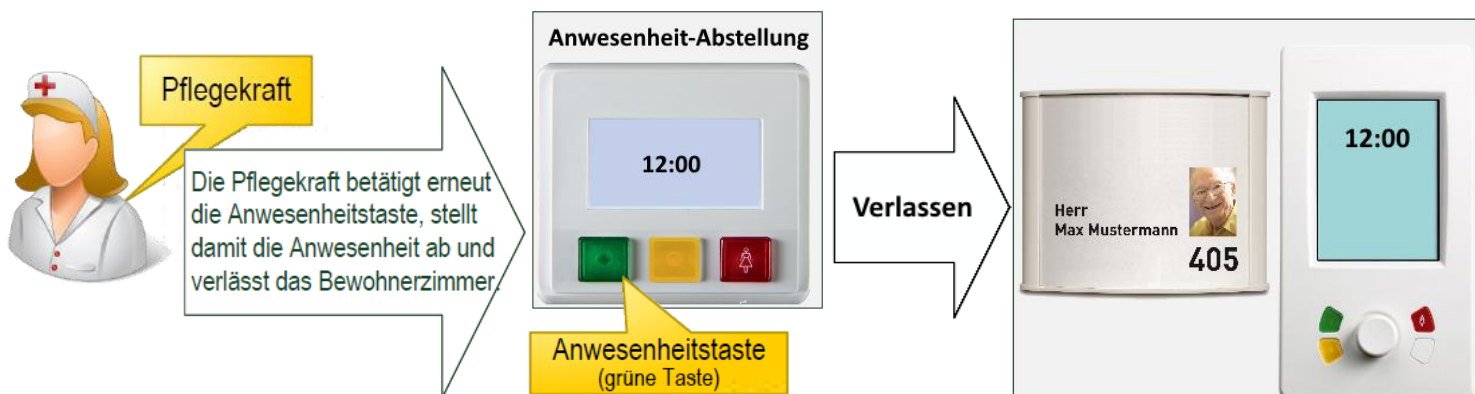 Pflegekraft
Die Pflegekraft betätigt erneut
die Anwesenheitstaste, stellt
damit die Anwesenheit ab und
verlässt das Bewohnerzimmer.
Anwesenheit-Abstellung
12:00
Anwesenheitstaste
(grüne Taste)
Verlassen
Herr
Max Mustermann
405
12:00